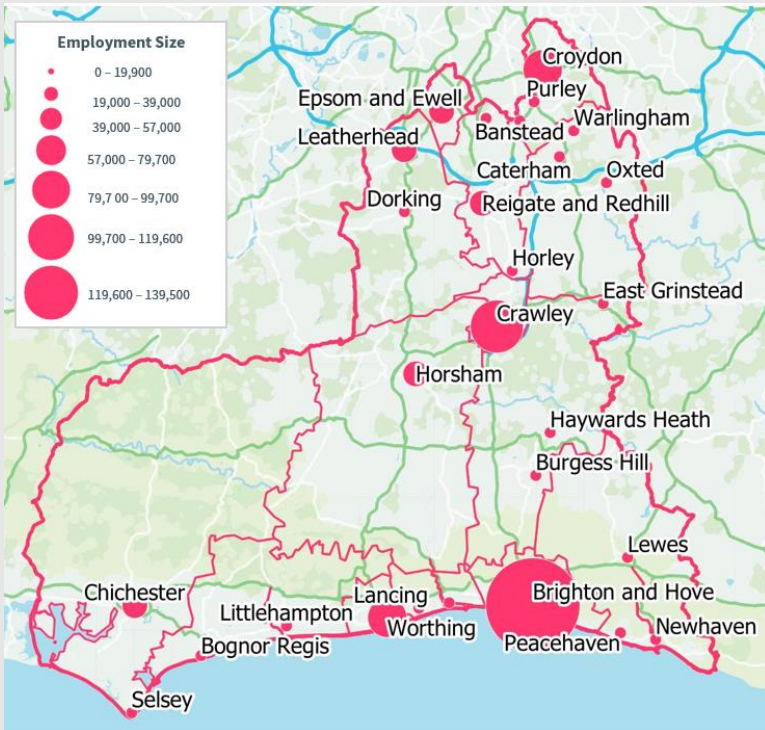 Employment Size
0 – 19,900
19,000 – 39,000
39,000 – 57,000
57,000 – 79,700
79,7 00 – 99,700
99,700 – 119,600
119,600 – 139,500
Croydon
Purley
Epsom and Ewell
Banstead
Warlingham
Leatherhead
Caterham
Oxted
Dorking
Reigate and Redhill
Horley
East Grinstead
Crawley
Horsham
Haywards Heath
Burgess Hill
Lewes
Chichester
Lancing
Brighton and Hove
Littlehampton
Worthing
Newhaven
Peacehaven
Bognor Regis
Selsey